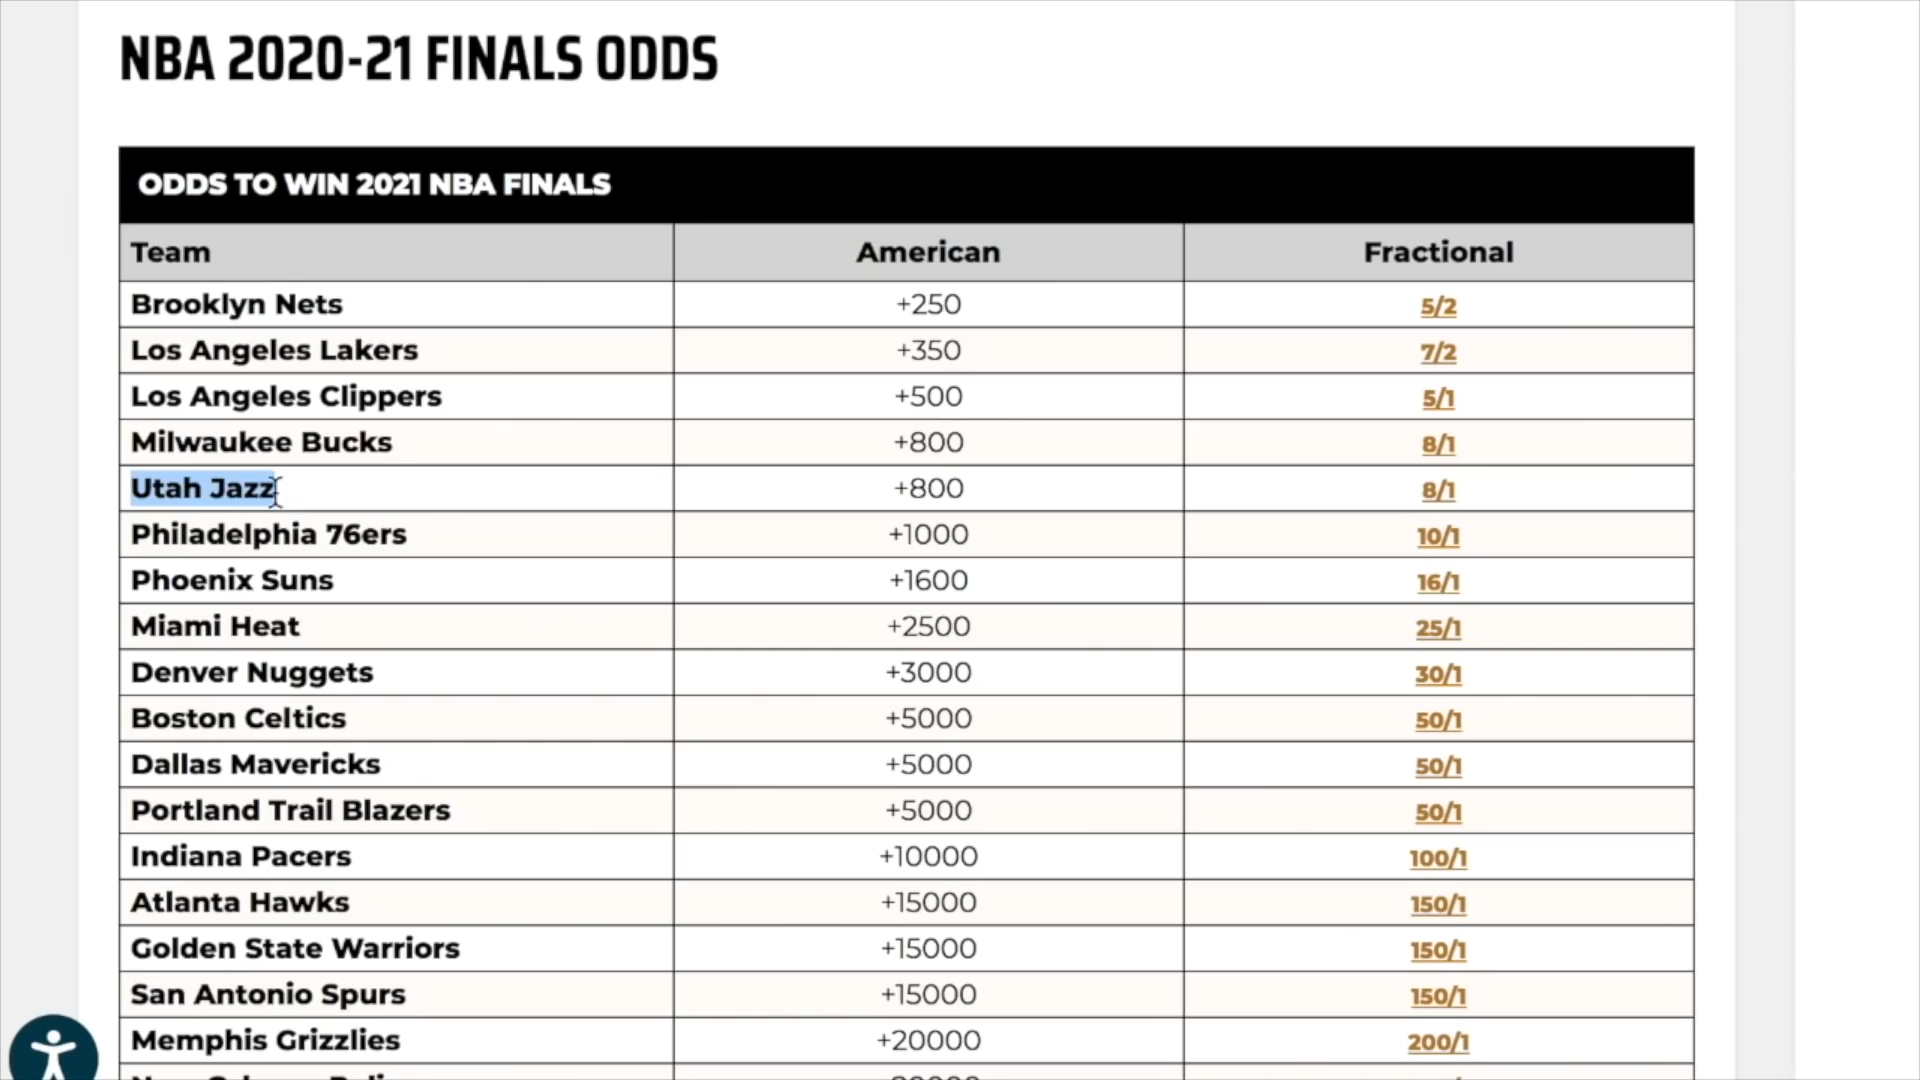 NBA 2020-21 FINALS ODDS
ODDS TO WIN 2021 NBA FINALS
Team American Fractional
Brooklyn Nets +250 5/2
Los Angeles Lakers +350 7/2
Los Angeles Clippers +500 5/1
Milwaukee Bucks +800 8/1
Utah Jazz +800 8/1
Philadelphia 76ers +1000 10/1
Phoenix Suns +1600 16/1
Miami Heat +2500 25/1
Denver Nuggets +3000 30/1
Boston Celtics +5000 50/1
Dallas Mavericks +5000 50/1
Portland Trail Blazers +5000 50/1
Indiana Pacers +10000 100/1
Atlanta Hawks +15000 150/1
Golden State Warriors +15000 150/1
San Antonio Spurs +15000 150/1
Memphis Grizzlies +20000 200/1